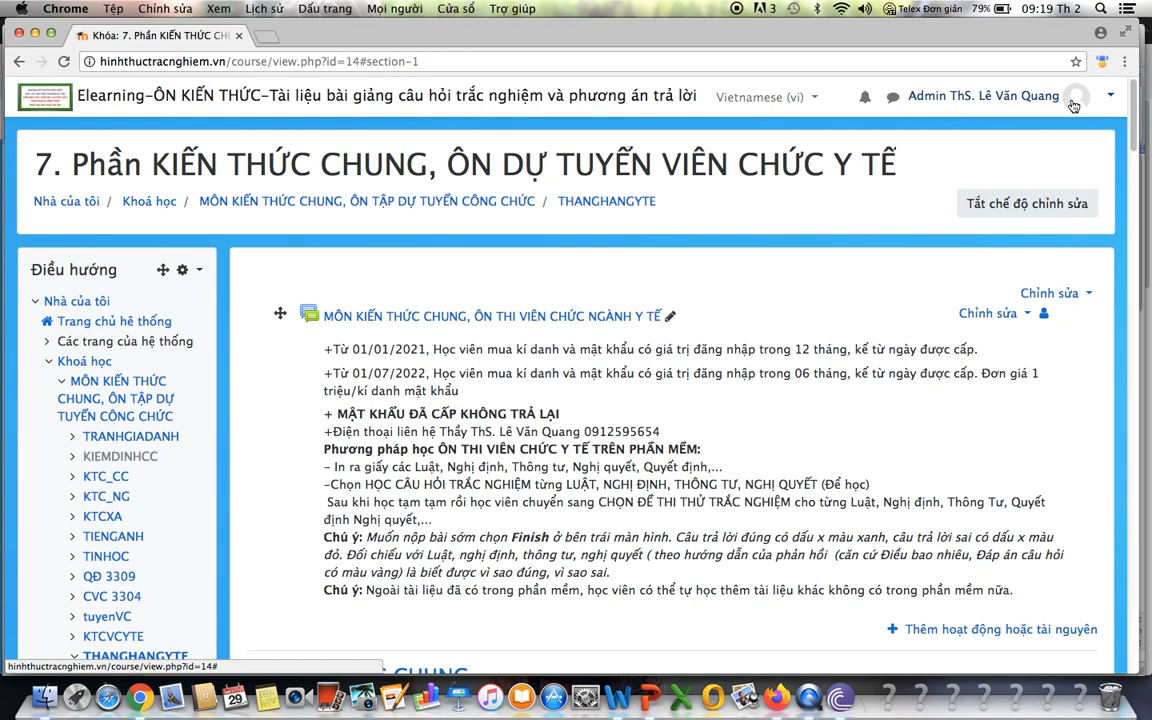 Chrome Tệp Chỉnh sửa Xem Lịch sử Dấu trang Mọi người Cửa sổ Trợ giúp 3 Telex Đơn giản 79% 09:19 Th 2
Khóa: 7. Phần KIẾN THỨC CH
hinhthuctracnghiem.vn/course/view.php?id=14#section-1
Elearning-ÔN KIẾN THỨC-Tài liệu bài giảng câu hỏi trắc nghiệm và phương án trả lời Vietnamese (vi) Admin ThS. Lê Văn Quang
7. Phần KIẾN THỨC CHUNG, ÔN DỰ TUYỂN VIÊN CHỨC Y TẾ
Nhà của tôi / Khoá học / MÔN KIẾN THỨC CHUNG, ÔN TẬP DỰ TUYỂN CÔNG CHỨC / THANGHANGYTE
Tắt chế độ chỉnh sửa
Điều hướng
Nhà của tôi
Trang chủ hệ thống
Các trang của hệ thống
Khoá học
MÔN KIẾN THỨC
CHUNG, ÔN TẬP DỰ
TUYỂN CÔNG CHỨC
TRANHGIADANH
KIEMDINHCC
KTC_CC
KTC_NG
KTCXA
TIENGANH
TINHOC
QĐ 3309
CVC 3304
tuyenVC
KTCVCYTE
THANGHANGYTE
Chỉnh sửa
MÔN KIẾN THỨC CHUNG, ÔN THI VIÊN CHỨC NGÀNH Y TẾ Chỉnh sửa
+Từ 01/01/2021, Học viên mua kí danh và mật khẩu có giá trị đăng nhập trong 12 tháng, kế từ ngày được cấp.
+Từ 01/07/2022, Học viên mua kí danh và mật khẩu có giá trị đăng nhập trong 06 tháng, kế từ ngày được cấp. Đơn giá 1
triệu/kí danh mật khẩu
+ MẬT KHẨU ĐÃ CẤP KHÔNG TRẢ LẠI
+Điện thoại liên hệ Thầy ThS. Lê Văn Quang 0912595654
Phương pháp học ÔN THI VIÊN CHỨC Y TẾ TRÊN PHẦN MỀM:
- In ra giấy các Luật, Nghị định, Thông tư, Nghị quyết, Quyết định,...
-Chọn HỌC CÂU HỎI TRẮC NGHIỆM từng LUẬT, NGHỊ ĐỊNH, THÔNG TƯ, NGHỊ QUYẾT (Để học)
Sau khi học tạm tạm rồi học viên chuyển sang CHỌN ĐỀ THI THỬ TRẮC NGHIỆM cho từng Luật, Nghị định, Thông Tư, Quyết
định Nghị quyết,...
Chú ý: Muốn nộp bài sớm chọn Finish ở bên trái màn hình. Câu trả lời đúng có dấu x màu xanh, câu trả lời sai có dấu x màu
đỏ. Đối chiếu với Luật, nghị định, thông tư, nghị quyết ( theo hướng dẫn của phản hồi (căn cứ Điều bao nhiêu, Đáp án câu hỏi
có màu vàng) là biết được vì sao đúng, vì sao sai.
Chú ý: Ngoài tài liệu đã có trong phần mềm, học viên có thể tự học thêm tài liệu khác không có trong phần mềm nữa.
Thêm hoạt động hoặc tài nguyên
hinhthuctracnghiem.vn/course/view.php?id=14#